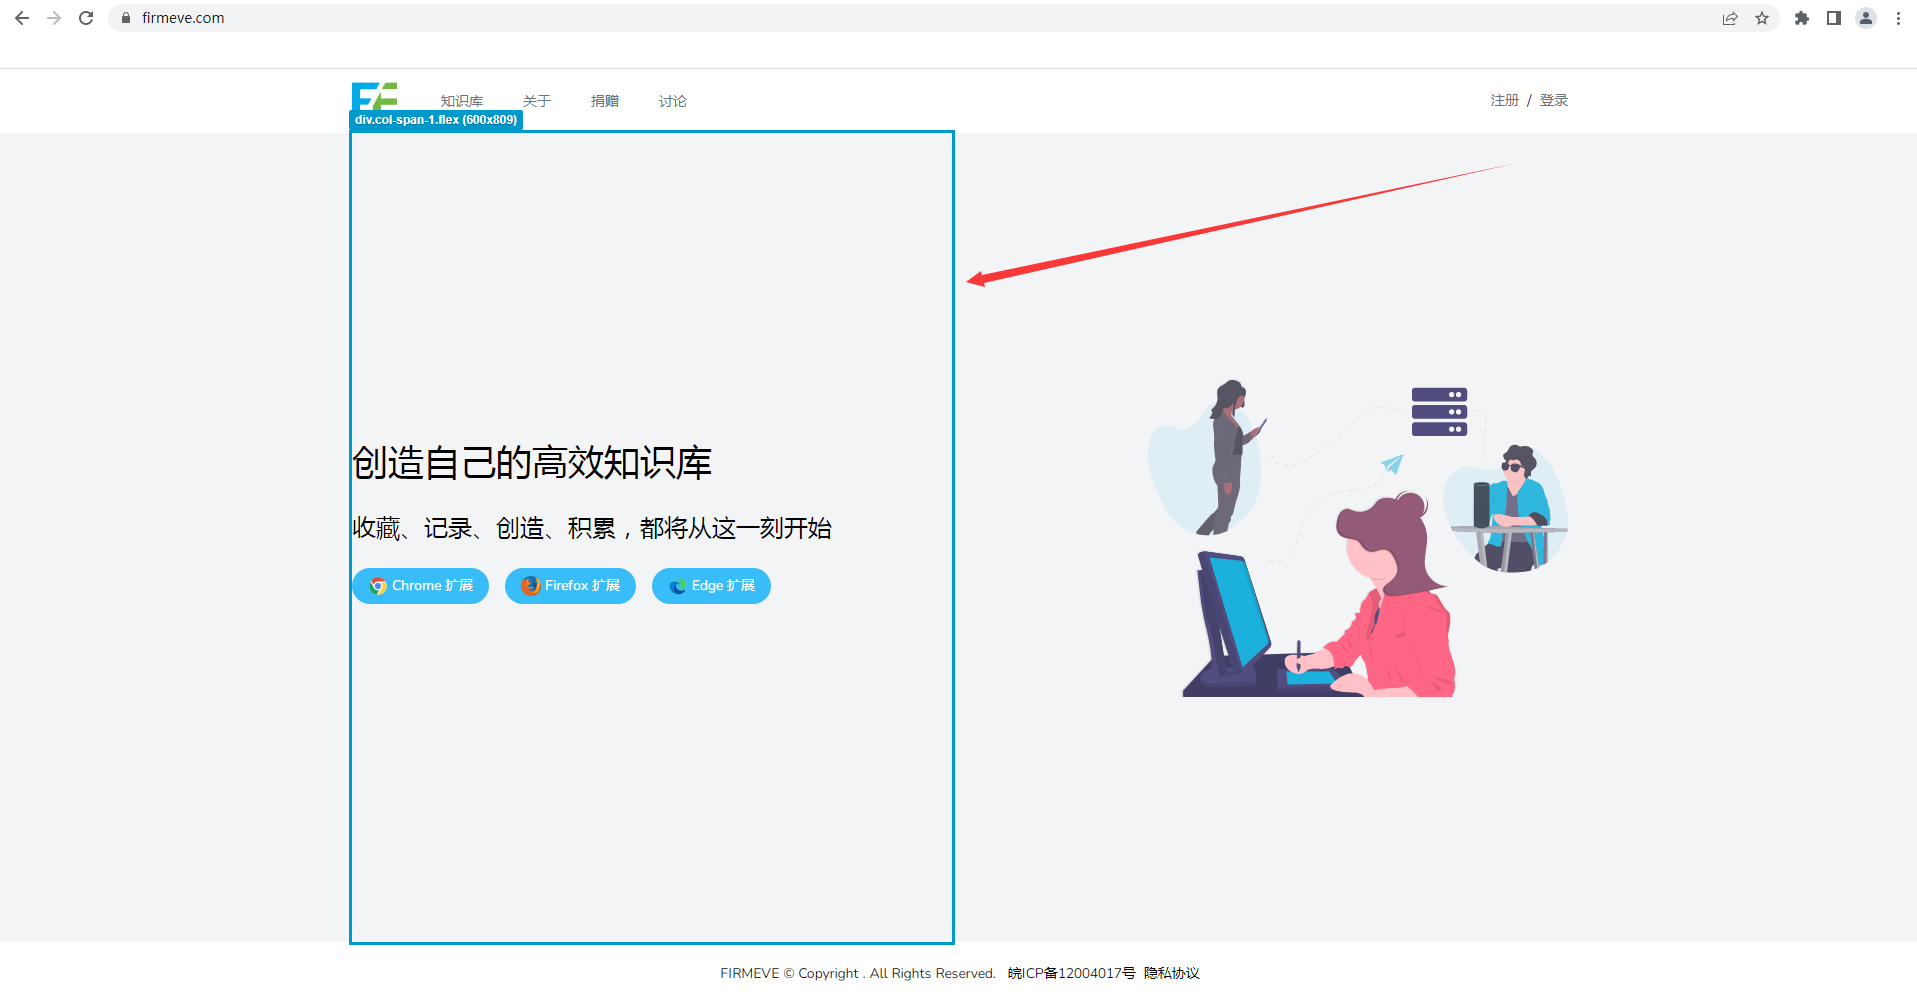 firmeve.com
知识库 关于 捐赠 讨论 注册 / 登录
div.col-span-1.flex (600x809)
创造自己的高效知识库
收藏、记录、创造、积累，都将从这一刻开始
Chrome 扩展 Firefox 扩展 Edge 扩展
FIRMEVE © Copyright . All Rights Reserved. 皖ICP备12004017号 隐私协议